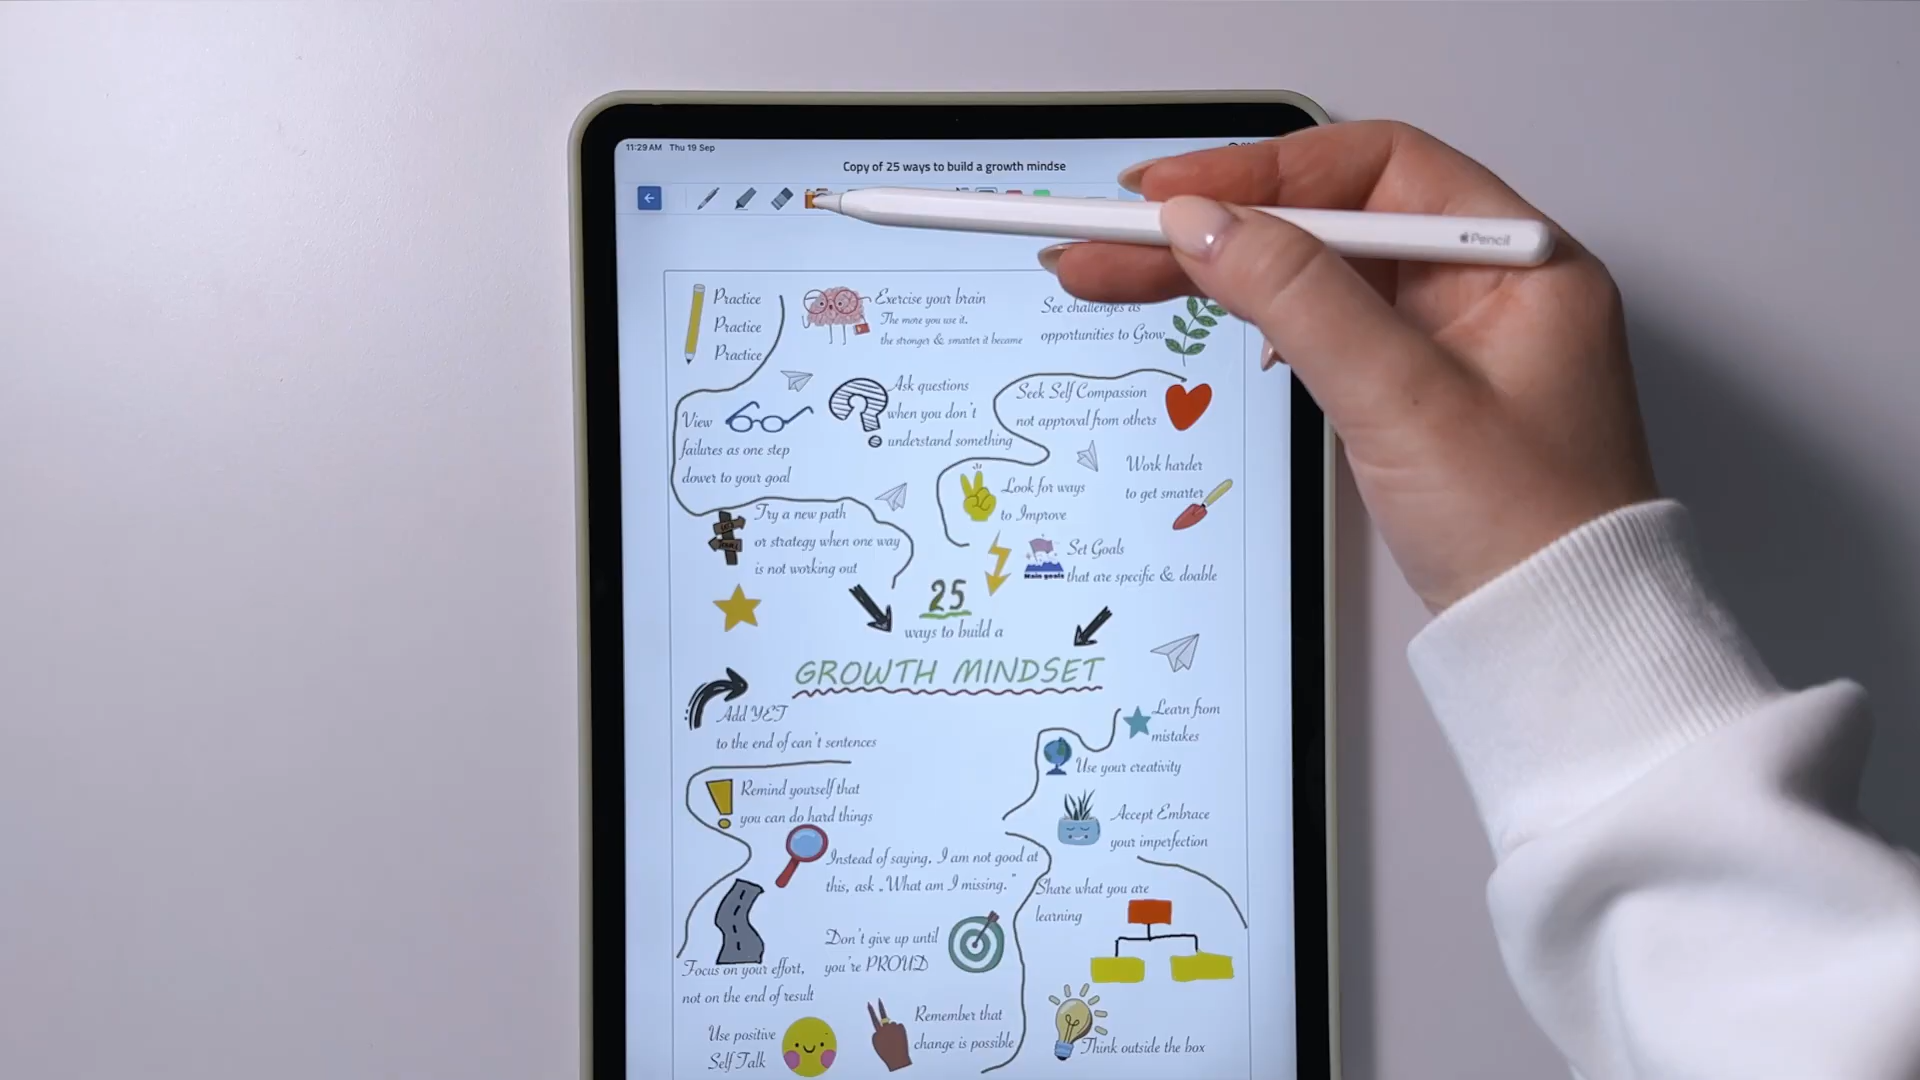 11:29 AM Thu 19 Sep
Copy of 25 ways to build a growth mindse
Pencil
Practice
Practice
Practice
Exercise your brain
The more you use it,
the stronger & smarter it became
See challenges as
opportunities to Grow
View
failures as one step
dower to your goal
Ask questions
when you don't
understand something
Seek Self Compassion
not approval from others
Work harder
to get smarter
Look for ways
to Improve
Try a new path
or strategy when one way
is not working out
Main goals
Set Goals
that are specific & doable
25
ways to build a
GROWTH MINDSET
Add YET
to the end of can't sentences
Learn from
mistakes
Use your creativity
Remind yourself that
you can do hard things
Accept Embrace
your imperfection
Instead of saying. I am not good at
this, ask „What am I missing."
Share what you are
learning
Don't give up until
you're PROUD
Focus on your effort,
not on the end of result
Remember that
change is possible
Use positive
Self Talk
Think outside the box